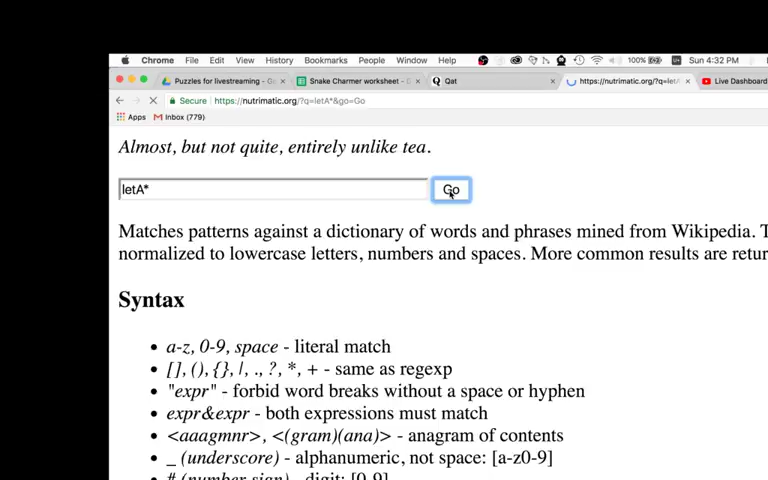 Chrome File Edit View History Bookmarks People Window Help 100% Sun 4:32 PM
Puzzles for livestreaming - G Snake Charmer worksheet - Qat https://nutrimatic.org/?q=letA Live Dashboard
Secure https://nutrimatic.org/?q=letA*&go=Go
Apps Inbox (779)
Almost, but not quite, entirely unlike tea.
letA* Go
Matches patterns against a dictionary of words and phrases mined from Wikipedia. T
normalized to lowercase letters, numbers and spaces. More common results are retur
Syntax
• a-z, 0-9, space - literal match
• [], (), {}, |, ., ?, *, + - same as regexp
• "expr" - forbid word breaks without a space or hyphen
• expr&expr - both expressions must match
• <aaagmnr>, <(gram)(ana)> - anagram of contents
• _ (underscore) - alphanumeric, not space: [a-z0-9]
• # (number sign) - digit: [0-9]